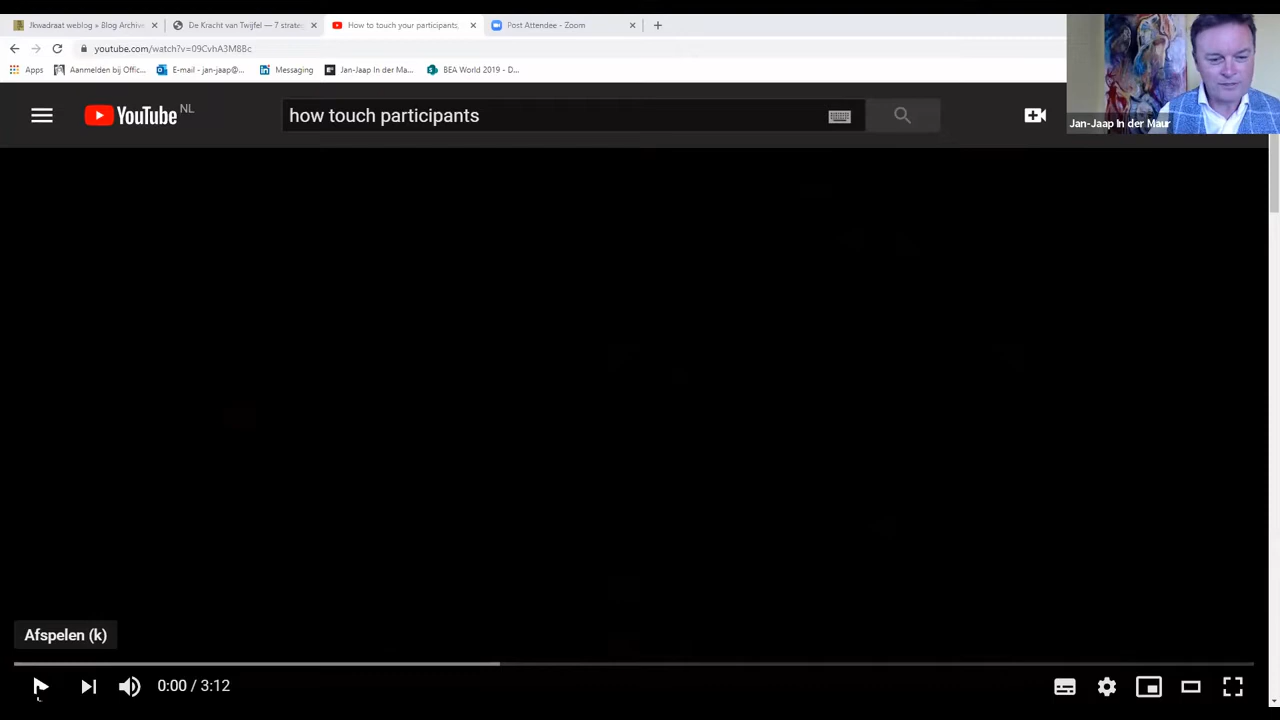 Jkwadraat weblog » Blog Archive
De Kracht van Twijfel — 7 strate
How to touch your participants,
Post Attendee - Zoom
youtube.com/watch?v=09CvhA3M8Bc
Apps
Aanmelden bij Offic...
E-mail - jan-jaap@...
Messaging
Jan-Jaap In der Ma...
BEA World 2019 - D...
YouTube NL
how touch participants
Jan-Jaap In der Maur
Afspelen (k)
0:00 / 3:12